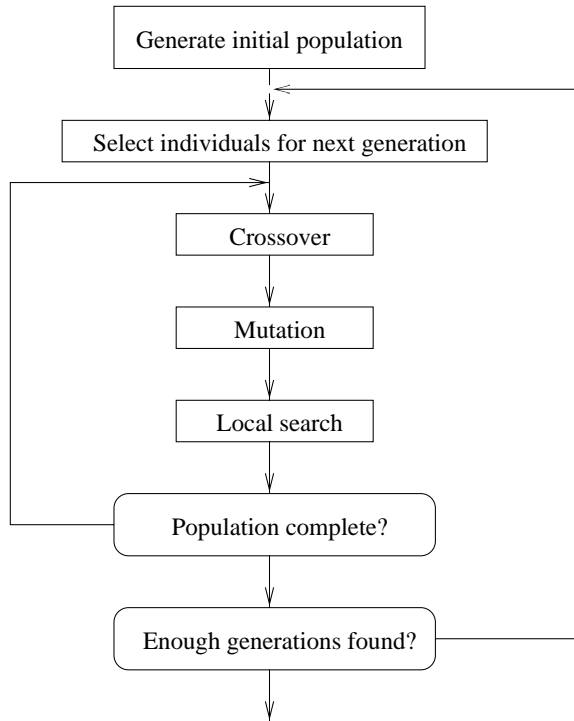 Generate initial population
Select individuals for next generation
Crossover
Mutation
Local search
Population complete?
Enough generations found?